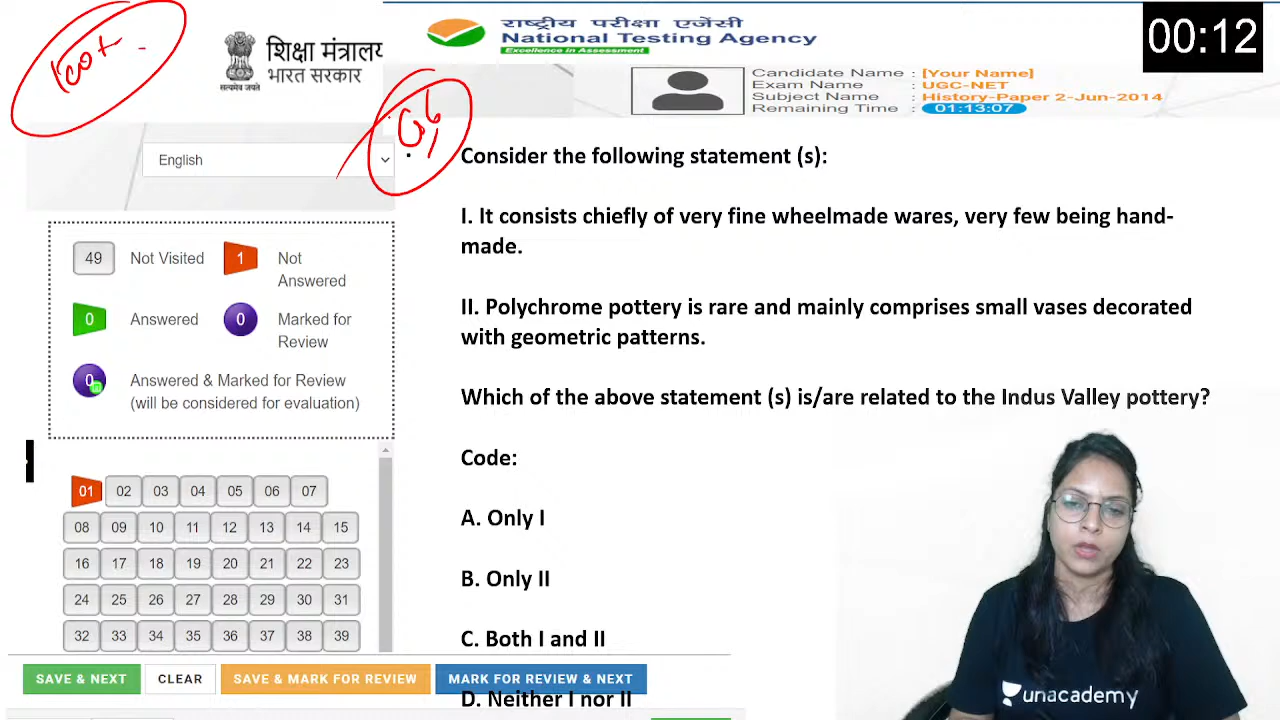 राष्ट्रीय परीक्षा एजेंसी
National Testing Agency
Excellence in Assessment
00:12
शिक्षा मंत्रालय
भारत सरकार
सत्यमेव जयते
Candidate Name : [Your Name]
Exam Name : UGC-NET
Subject Name : History-Paper 2-Jun-2014
Remaining Time : 01:13:07
English
Consider the following statement (s):
I. It consists chiefly of very fine wheelmade wares, very few being hand-
made.
II. Polychrome pottery is rare and mainly comprises small vases decorated
with geometric patterns.
Which of the above statement (s) is/are related to the Indus Valley pottery?
Code:
A. Only I
B. Only II
C. Both I and II
D. Neither I nor II
49 Not Visited 1 Not
Answered
0 Answered 0 Marked for
Review
0 Answered & Marked for Review
(will be considered for evaluation)
01 02 03 04 05 06 07
08 09 10 11 12 13 14 15
16 17 18 19 20 21 22 23
24 25 26 27 28 29 30 31
32 33 34 35 36 37 38 39
SAVE & NEXT CLEAR SAVE & MARK FOR REVIEW MARK FOR REVIEW & NEXT
unacademy